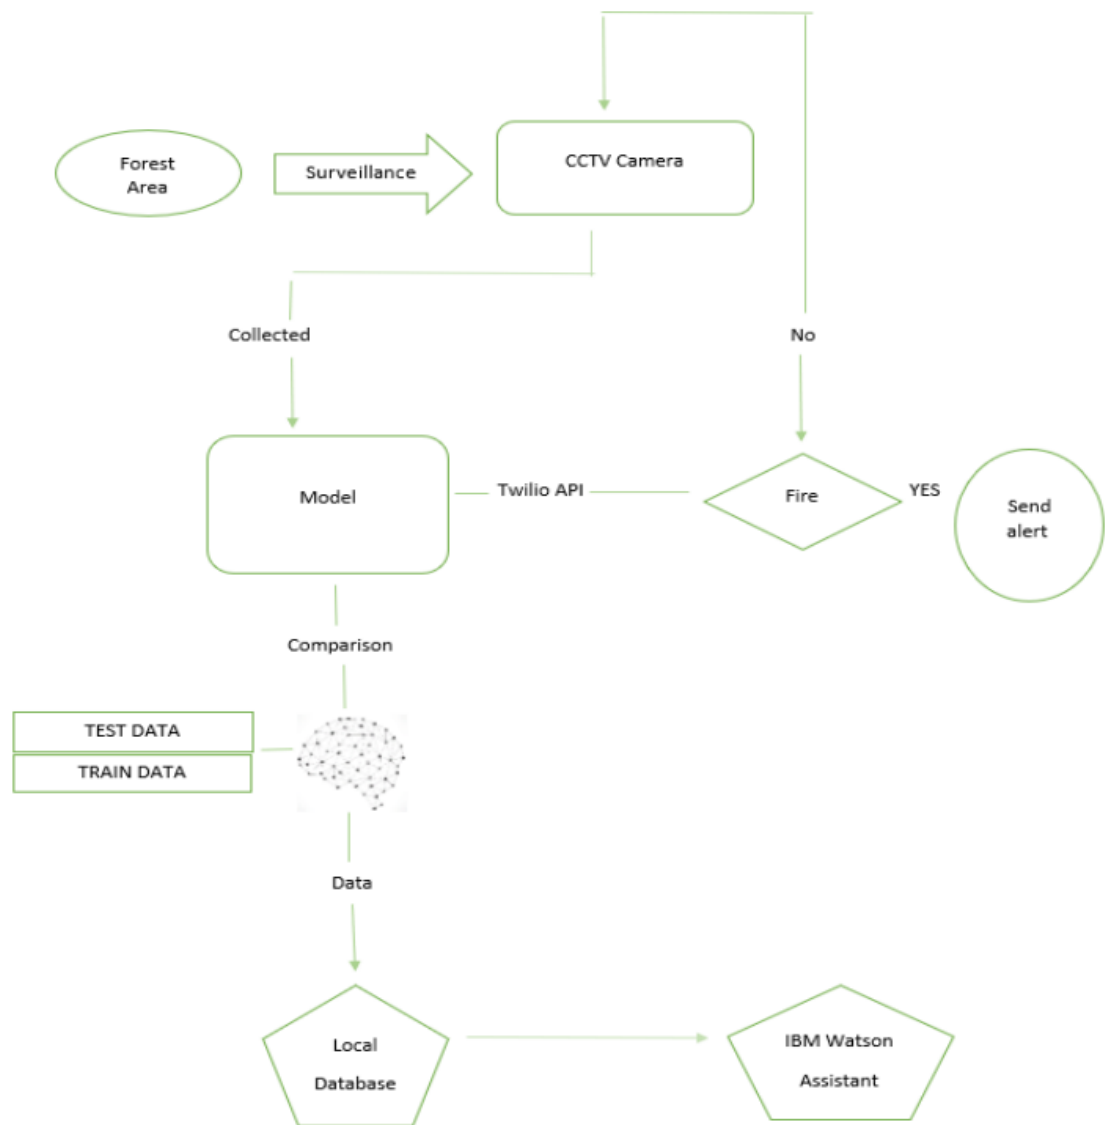 Forest
Area
Surveillance
CCTV Camera
Collected
No
Model
Twilio API
Fire
YES
Send
alert
Comparison
TEST DATA
TRAIN DATA
Data
Local
Database
IBM Watson
Assistant